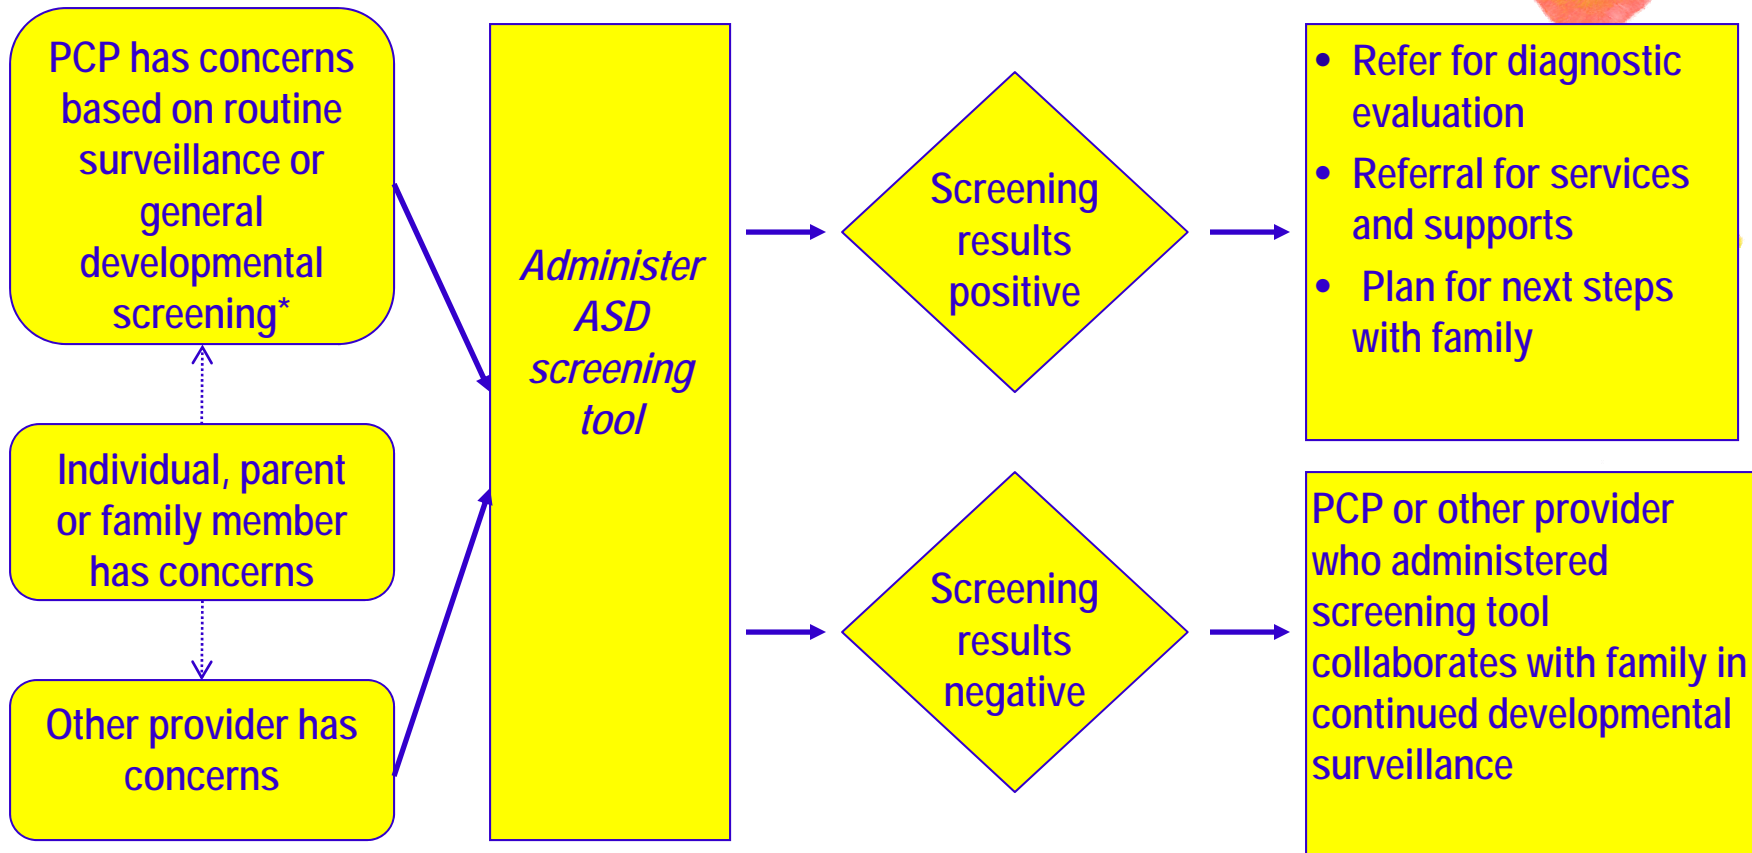 PCP has concerns
based on routine
surveillance or
general
developmental
screening*
Individual, parent
or family member
has concerns
Other provider has
concerns
Administer
ASD
screening
tool
Screening
results
positive
Screening
results
negative
• Refer for diagnostic
evaluation
• Referral for services
and supports
• Plan for next steps
with family
PCP or other provider
who administered
screening tool
collaborates with family in
continued developmental
surveillance